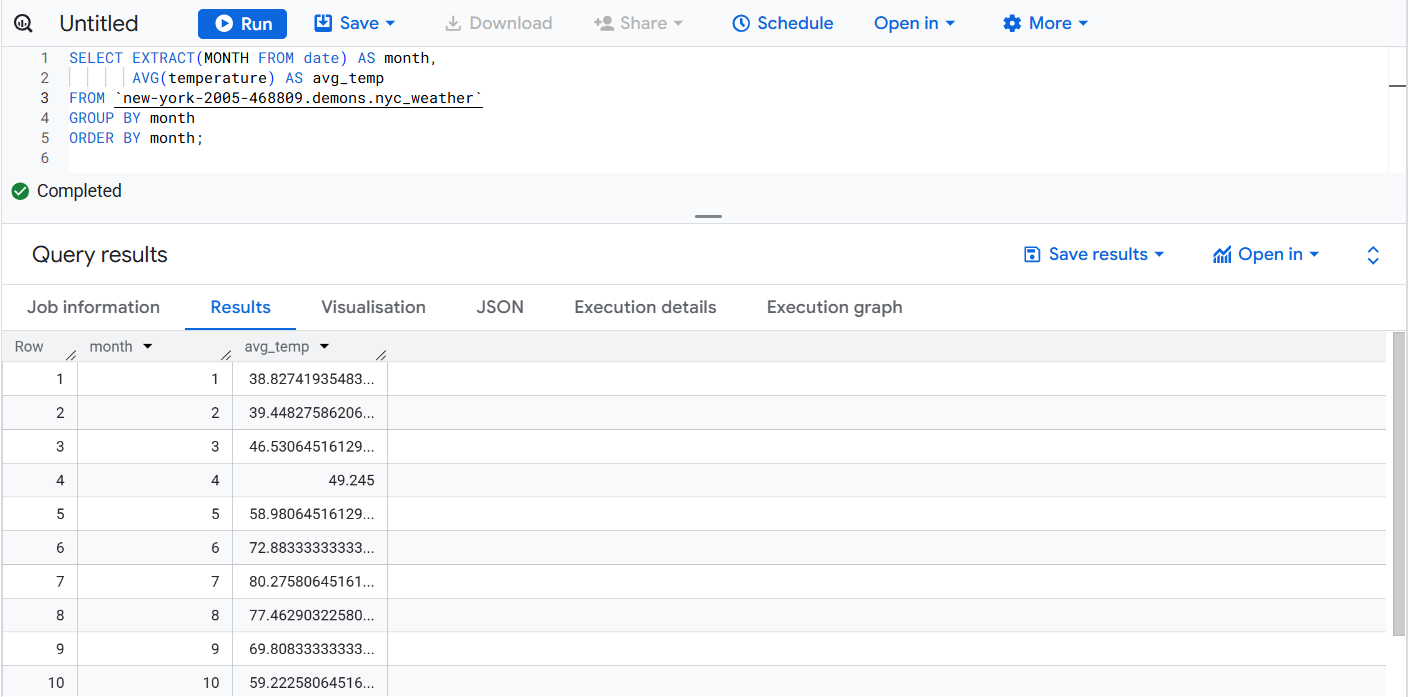 Untitled Run Save Download Share Schedule Open in More
1 SELECT EXTRACT(MONTH FROM date) AS month,
2 AVG(temperature) AS avg_temp
3 FROM `new-york-2005-468809.demons.nyc_weather`
4 GROUP BY month
5 ORDER BY month;
6
Completed
Query results Save results Open in
Job information Results Visualisation JSON Execution details Execution graph
Row month avg_temp
1 1 38.82741935483...
2 2 39.44827586206...
3 3 46.53064516129...
4 4 49.245
5 5 58.98064516129...
6 6 72.88333333333...
7 7 80.27580645161...
8 8 77.46290322580...
9 9 69.80833333333...
10 10 59.22258064516...